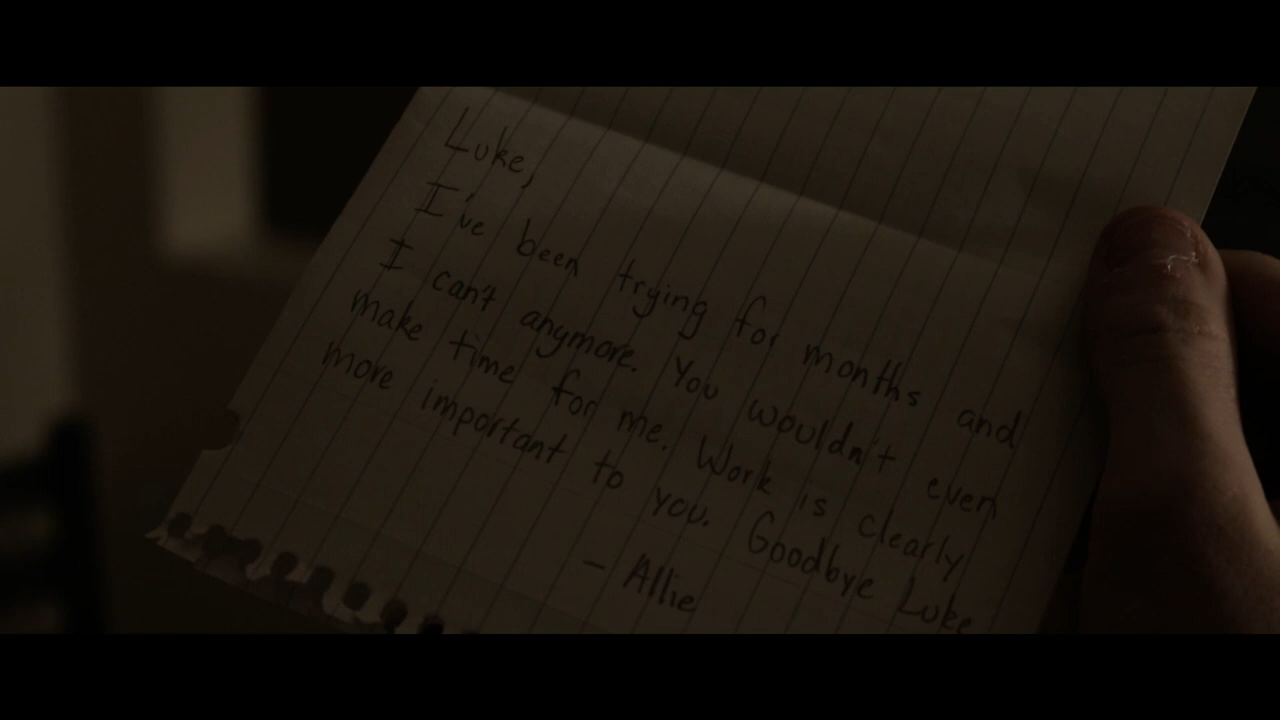 Luke,
I've been trying for months and
I can't anymore. You wouldn't even
make time for me. Work is clearly
more important to you. Goodbye Luke
- Allie